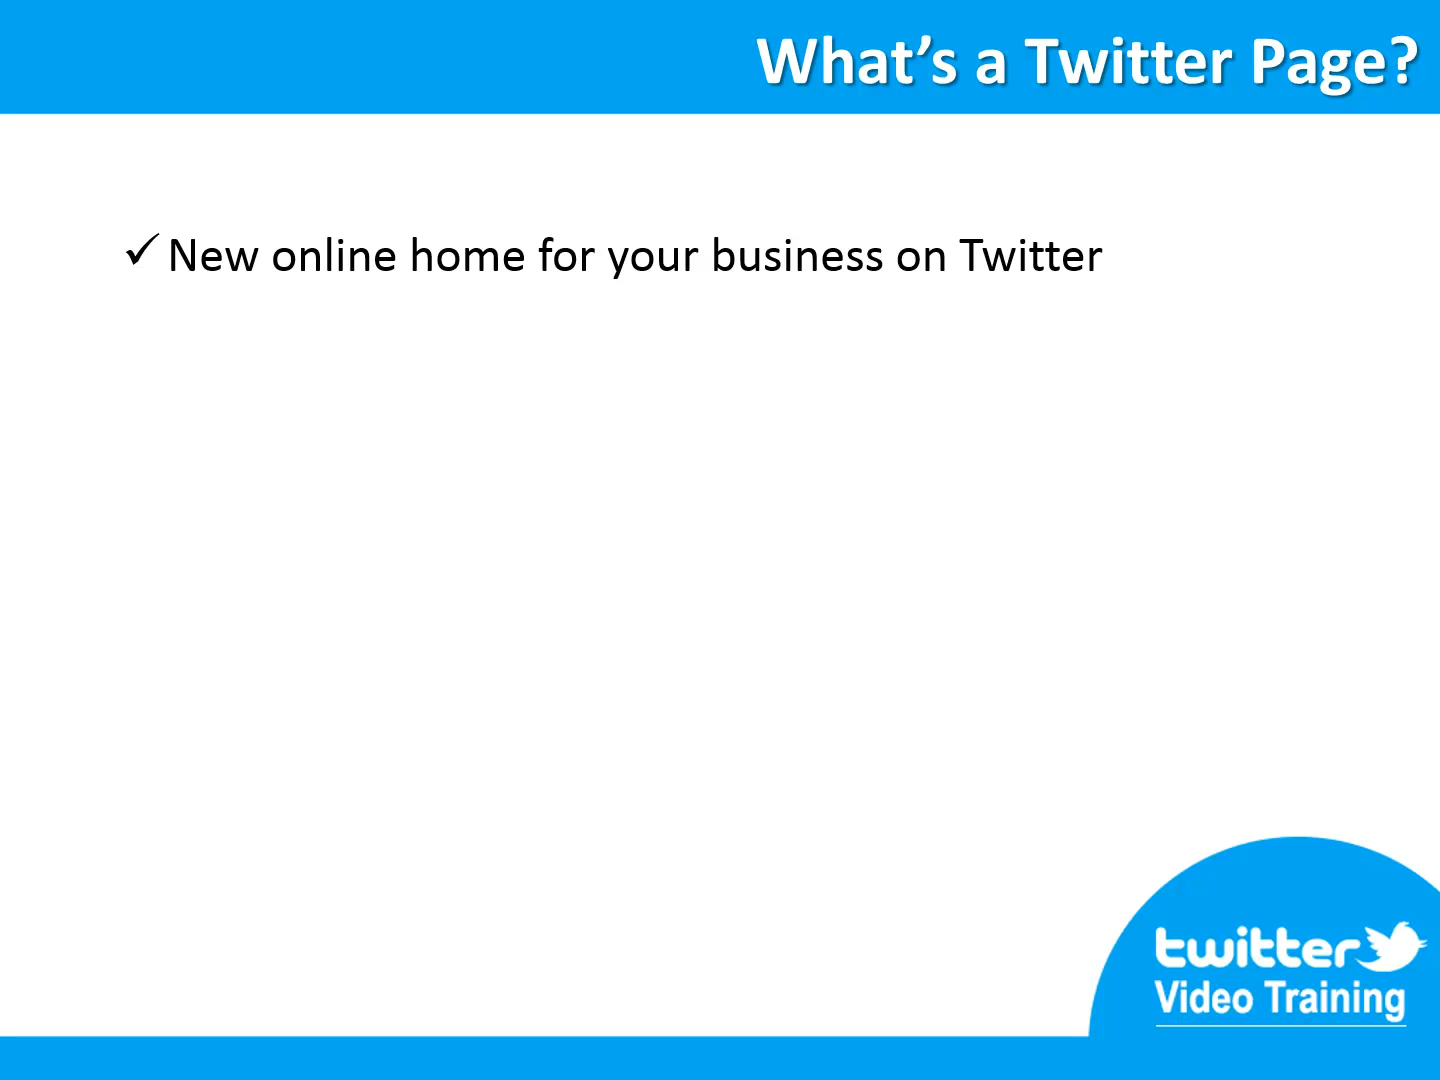 What’s a Twitter Page?
✓ New online home for your business on Twitter
twitter
Video Training